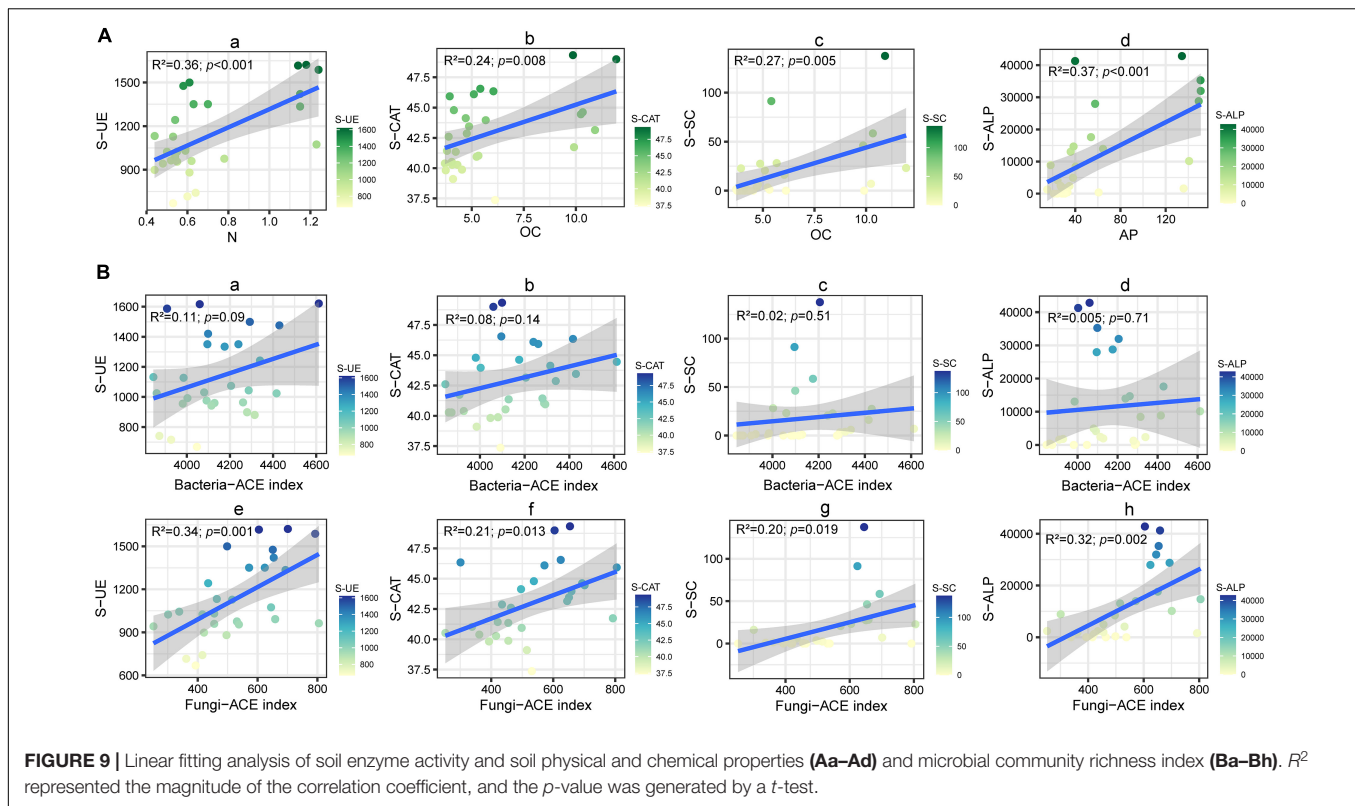 A
a
R²=0.36; p<0.001
1500
1200
900
S−UE
0.4 0.6 0.8 1.0 1.2
N
S−UE
1600
1400
1200
1000
800
b
R²=0.24; p=0.008
47.5
45.0
42.5
40.0
37.5
S−CAT
5.0 7.5 10.0
OC
S−CAT
47.5
45.0
42.5
40.0
37.5
c
R²=0.27; p=0.005
100
50
0
S−SC
5.0 7.5 10.0
OC
S−SC
100
50
0
d
R²=0.37; p<0.001
40000
30000
20000
10000
0
S−ALP
40 80 120
AP
S−ALP
40000
30000
20000
10000
0
B
a
R²=0.11; p=0.09
1600
1400
1200
1000
800
S−UE
4000 4200 4400 4600
Bacteria−ACE index
S−UE
1600
1400
1200
1000
800
b
R²=0.08; p=0.14
47.5
45.0
42.5
40.0
37.5
S−CAT
4000 4200 4400 4600
Bacteria−ACE index
S−CAT
47.5
45.0
42.5
40.0
37.5
c
R²=0.02; p=0.51
100
50
0
S−SC
4000 4200 4400 4600
Bacteria−ACE index
S−SC
100
50
0
d
R²=0.005; p=0.71
40000
30000
20000
10000
0
S−ALP
4000 4200 4400 4600
Bacteria−ACE index
S−ALP
40000
30000
20000
10000
0
e
R²=0.34; p=0.001
1500
1200
900
600
S−UE
400 600 800
Fungi−ACE index
S−UE
1600
1400
1200
1000
800
f
R²=0.21; p=0.013
47.5
45.0
42.5
40.0
37.5
S−CAT
400 600 800
Fungi−ACE index
S−CAT
47.5
45.0
42.5
40.0
37.5
g
R²=0.20; p=0.019
100
50
0
S−SC
400 600 800
Fungi−ACE index
S−SC
100
50
0
h
R²=0.32; p=0.002
40000
20000
0
S−ALP
400 600 800
Fungi−ACE index
S−ALP
40000
30000
20000
10000
0
FIGURE 9 | Linear fitting analysis of soil enzyme activity and soil physical and chemical properties (Aa–Ad) and microbial community richness index (Ba–Bh). R²
represented the magnitude of the correlation coefficient, and the p-value was generated by a t-test.